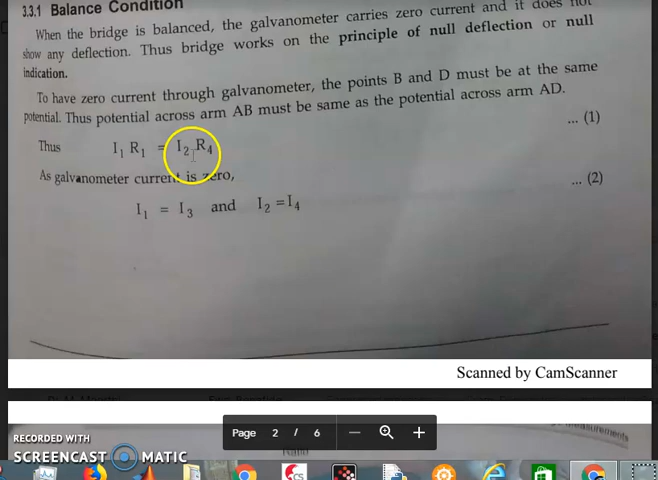 3.3.1 Balance Condition
When the bridge is balanced, the galvanometer carries zero current and it does not
show any deflection. Thus bridge works on the principle of null deflection or null
indication.
To have zero current through galvanometer, the points B and D must be at the same
potential. Thus potential across arm AB must be same as the potential across arm AD.
Thus I₁ R₁ = I₂ R₄ ... (1)
As galvanometer current is zero, ... (2)
I₁ = I₃ and I₂ = I₄
Scanned by CamScanner
Page 2 / 6
RECORDED WITH
SCREENCAST MATIC